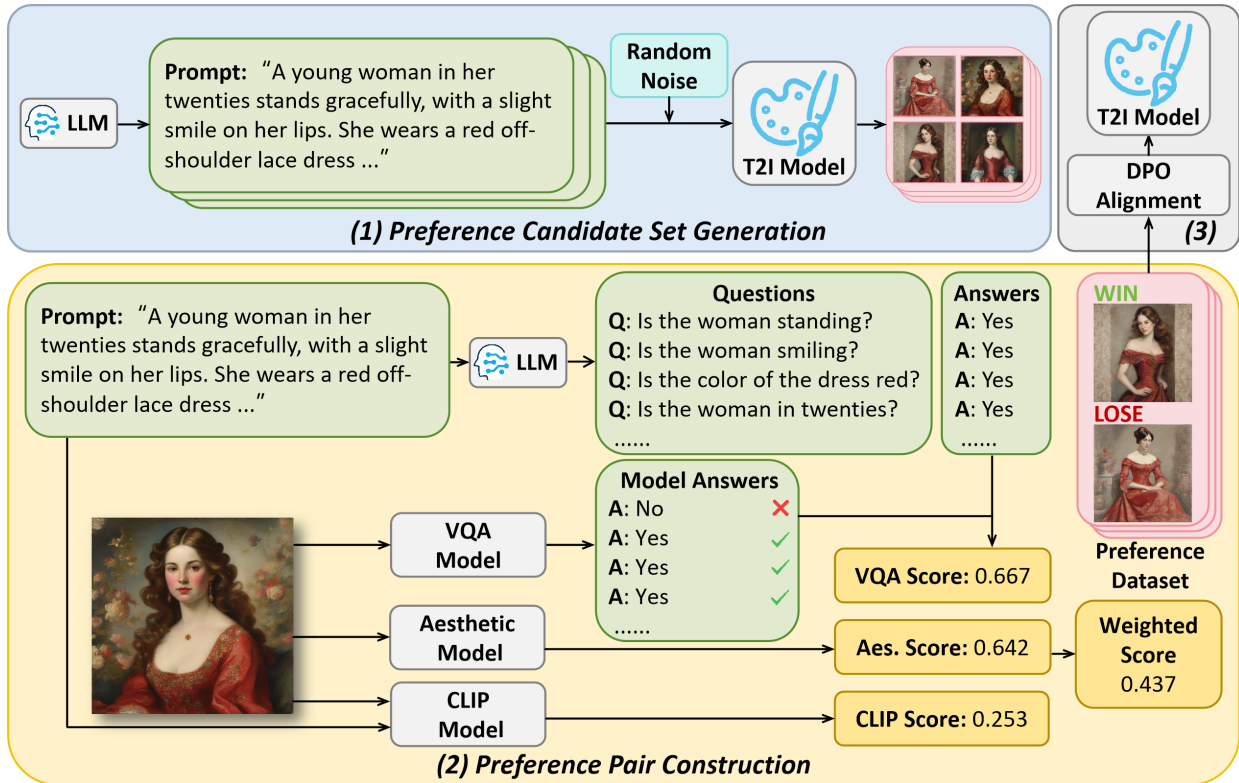 LLM
Prompt: “A young woman in her
twenties stands gracefully, with a slight
smile on her lips. She wears a red off-
shoulder lace dress ...”
Random
Noise
T2I Model
(1) Preference Candidate Set Generation
T2I Model
DPO
Alignment
(3)
Prompt: “A young woman in her
twenties stands gracefully, with a slight
smile on her lips. She wears a red off-
shoulder lace dress ...”
LLM
Questions
Q: Is the woman standing?
Q: Is the woman smiling?
Q: Is the color of the dress red?
Q: Is the woman in twenties?
......
Answers
A: Yes
A: Yes
A: Yes
A: Yes
......
WIN
LOSE
Preference
Dataset
VQA
Model
Model Answers
A: No
A: Yes
A: Yes
A: Yes
......
VQA Score: 0.667
Aesthetic
Model
Aes. Score: 0.642
Weighted
Score
0.437
CLIP
Model
CLIP Score: 0.253
(2) Preference Pair Construction